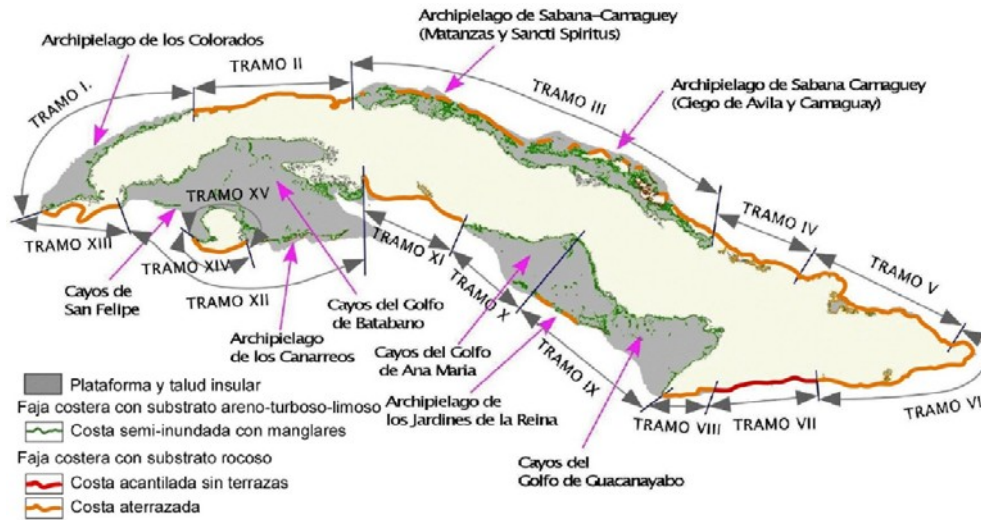 Archipielago de Sabana-Camaguey
(Matanzas y Sancti Spiritus)
Archipielago de los Colorados
TRAMO II
Archipielago de Sabana Camaguey
(Ciego de Avila y Camaguay)
TRAMO I.
TRAMO III
TRAMO XV
TRAMO IV
TRAMO XIII
TRAMO XI
TRAMO V
TRAMO XIV
TRAMO XII
TRAMO X
Cayos de
San Felipe
Cayos del Golfo
de Batabano
Archipielago
de los Canarreos
Cayos del Golfo
de Ana Maria
TRAMO IX
Archipielago de
los Jardines de la Reina
TRAMO VIII
TRAMO VII
TRAMO VI
Cayos del
Golfo de Guacanayabo
Plataforma y talud insular
Faja costera con substrato areno-turboso-limoso
Costa semi-inundada con manglares
Faja costera con substrato rocoso
Costa acantilada sin terrazas
Costa aterrazada